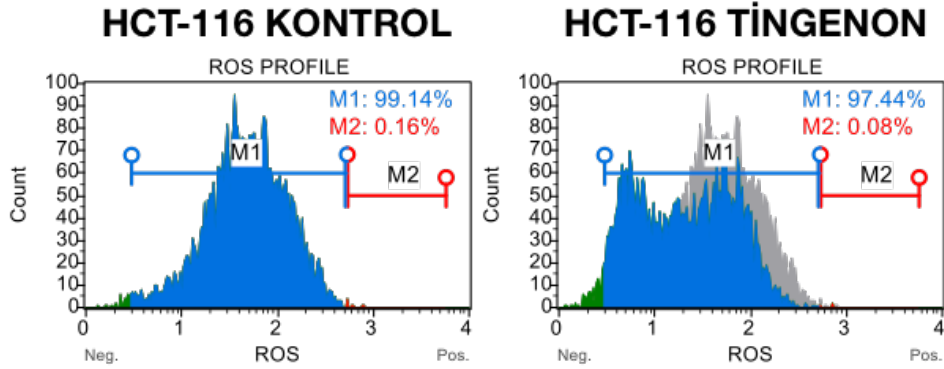 HCT-116 KONTROL
ROS PROFILE
M1: 99.14%
M2: 0.16%
M1
M2
Count
100
90
80
70
60
50
40
30
20
10
0
0 1 2 3 4
Neg. ROS Pos.
HCT-116 TİNGENON
ROS PROFILE
M1: 97.44%
M2: 0.08%
M1
M2
Count
100
90
80
70
60
50
40
30
20
10
0
0 1 2 3 4
Neg. ROS Pos.